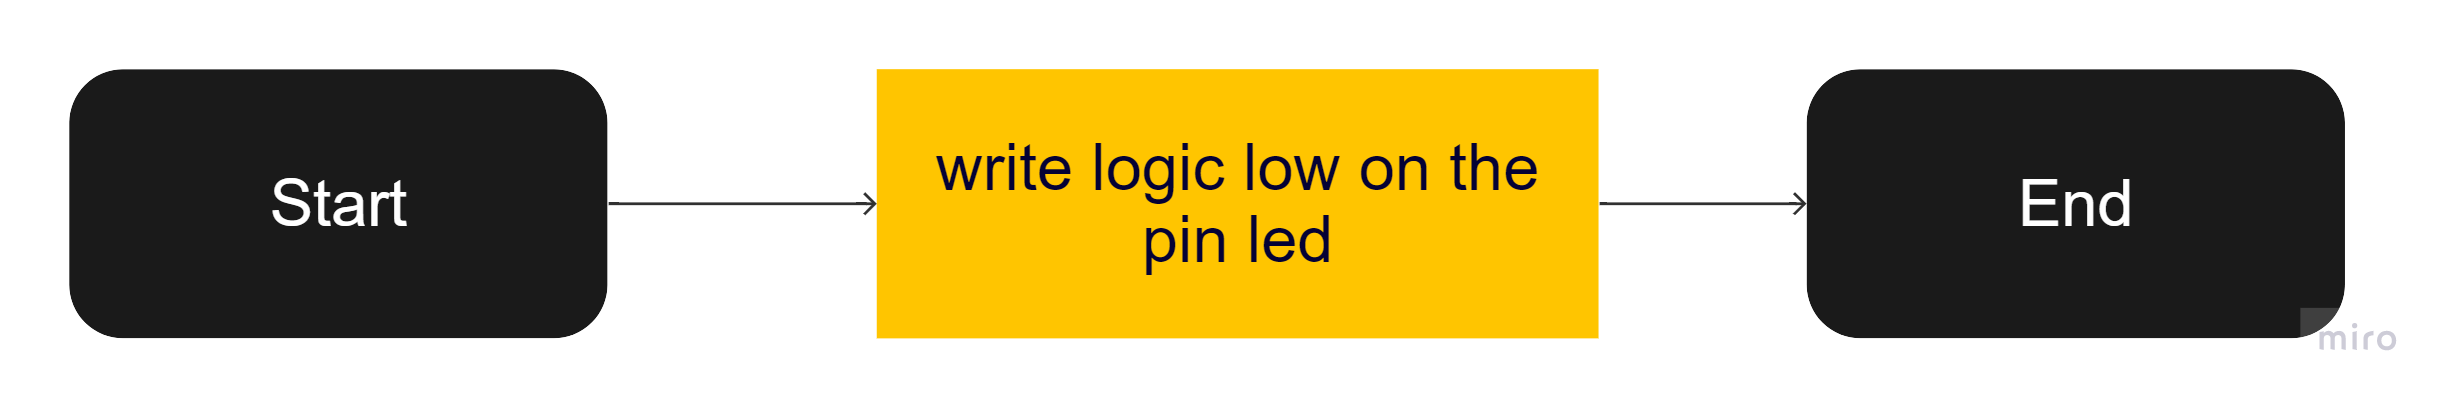 Start
write logic low on the
pin led
End
miro